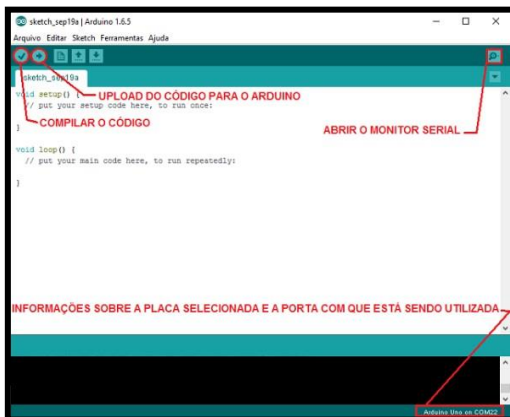 sketch_sep19a | Arduino 1.6.5
Arquivo Editar Sketch Ferramentas Ajuda
sketch_sep19a
void setup() {
UPLOAD DO CÓDIGO PARA O ARDUINO
// put your setup code here, to run once:
COMPILAR O CÓDIGO
ABRIR O MONITOR SERIAL
}
void loop() {
// put your main code here, to run repeatedly:
}
INFORMAÇÕES SOBRE A PLACA SELECIONADA E A PORTA COM QUE ESTÁ SENDO UTILIZADA
Arduino Uno on COM22